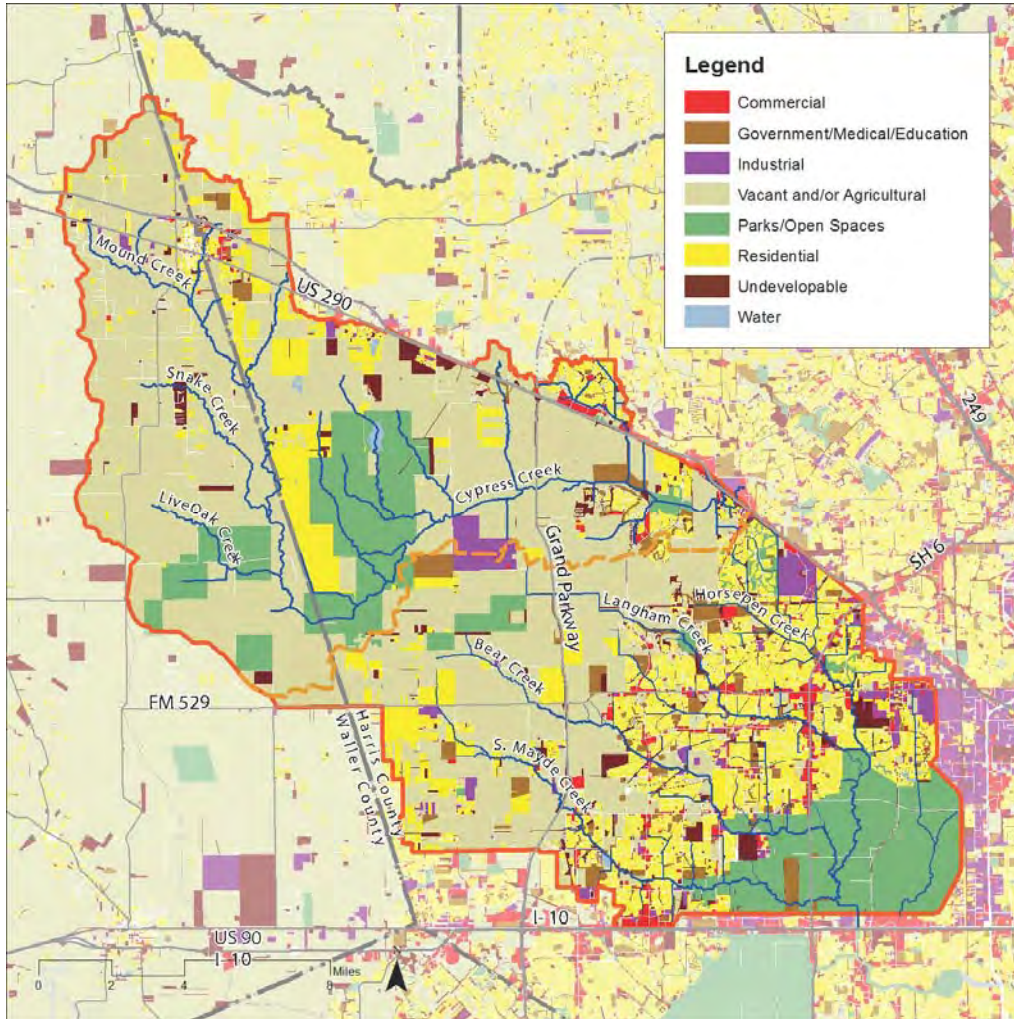 Legend
Commercial
Government/Medical/Education
Industrial
Vacant and/or Agricultural
Parks/Open Spaces
Residential
Undevelopable
Water
Mound Creek
US 290
Snake Creek
249
LiveOak Creek
Cypress Creek
SH 6
Grand Parkway
Langham Creek
Horsepen Creek
Bear Creek
FM 529
Harris County
Waller County
S. Mayde Creek
I- 10
US 90
I- 10
Miles
0 2 4 8